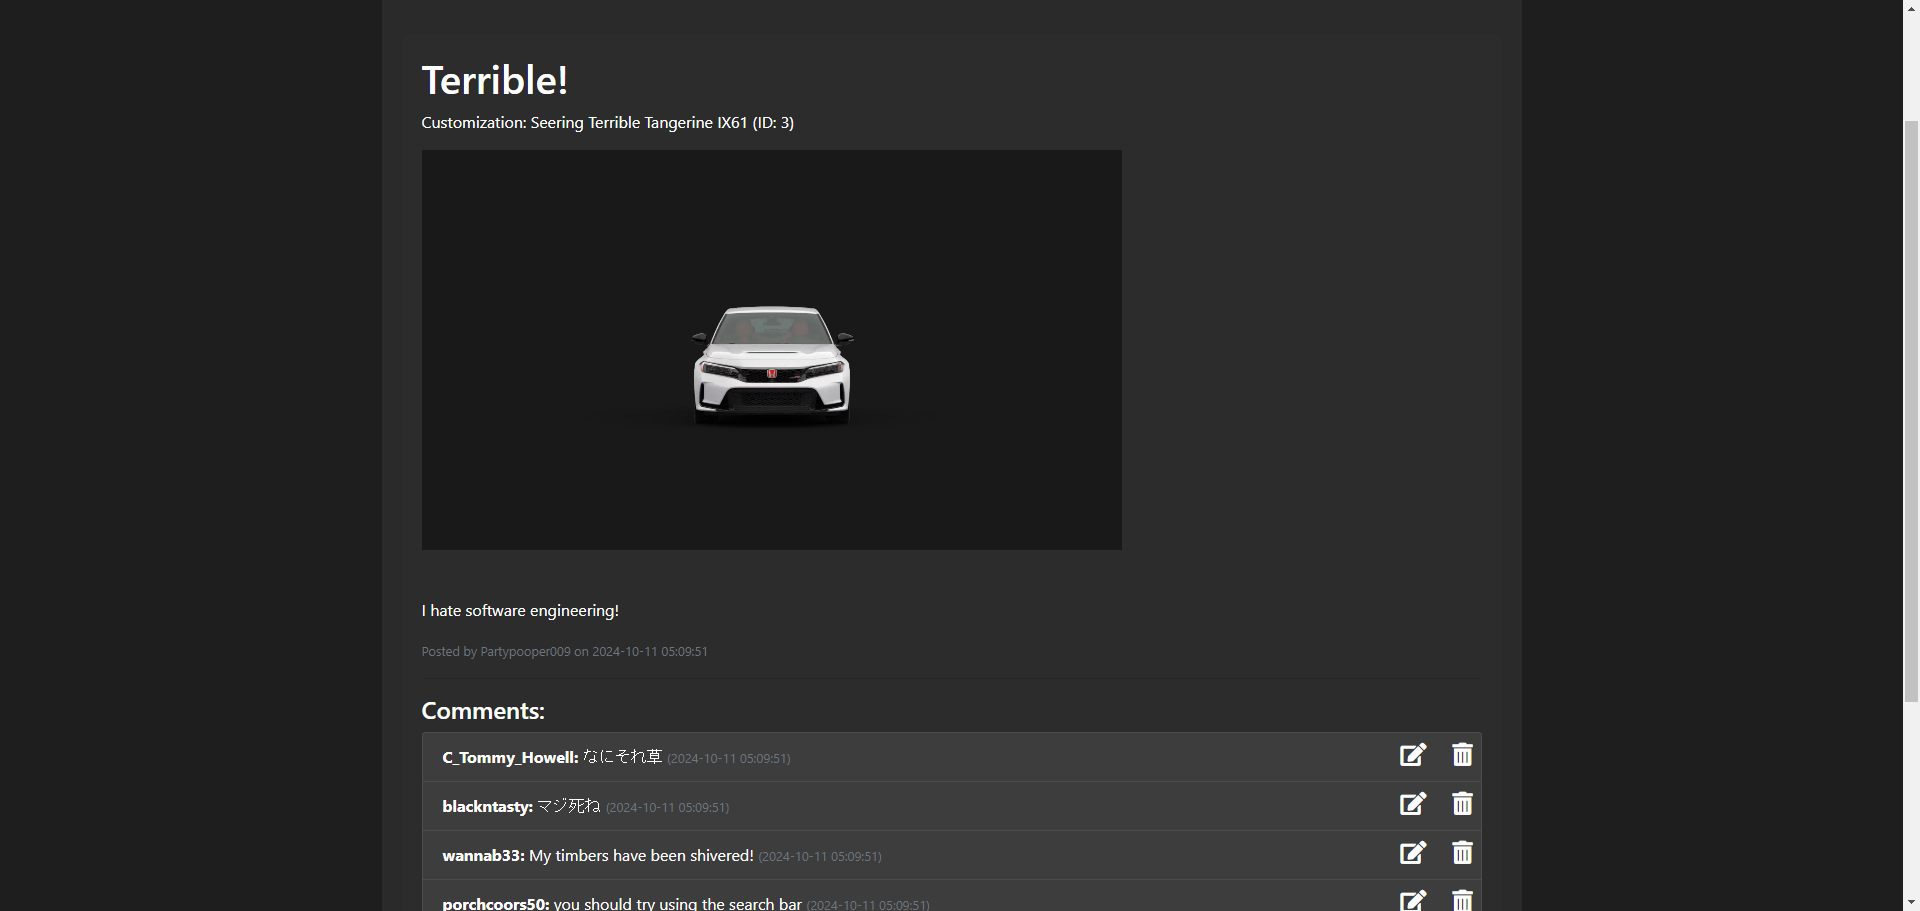 Terrible!
Customization: Seering Terrible Tangerine IX61 (ID: 3)
I hate software engineering!
Posted by Partypooper009 on 2024-10-11 05:09:51
Comments:
C_Tommy_Howell: なにそれ草 (2024-10-11 05:09:51)
blackntasty: マジ死ね (2024-10-11 05:09:51)
wannab33: My timbers have been shivered! (2024-10-11 05:09:51)
porchcoors50: you should try using the search bar (2024-10-11 05:09:51)